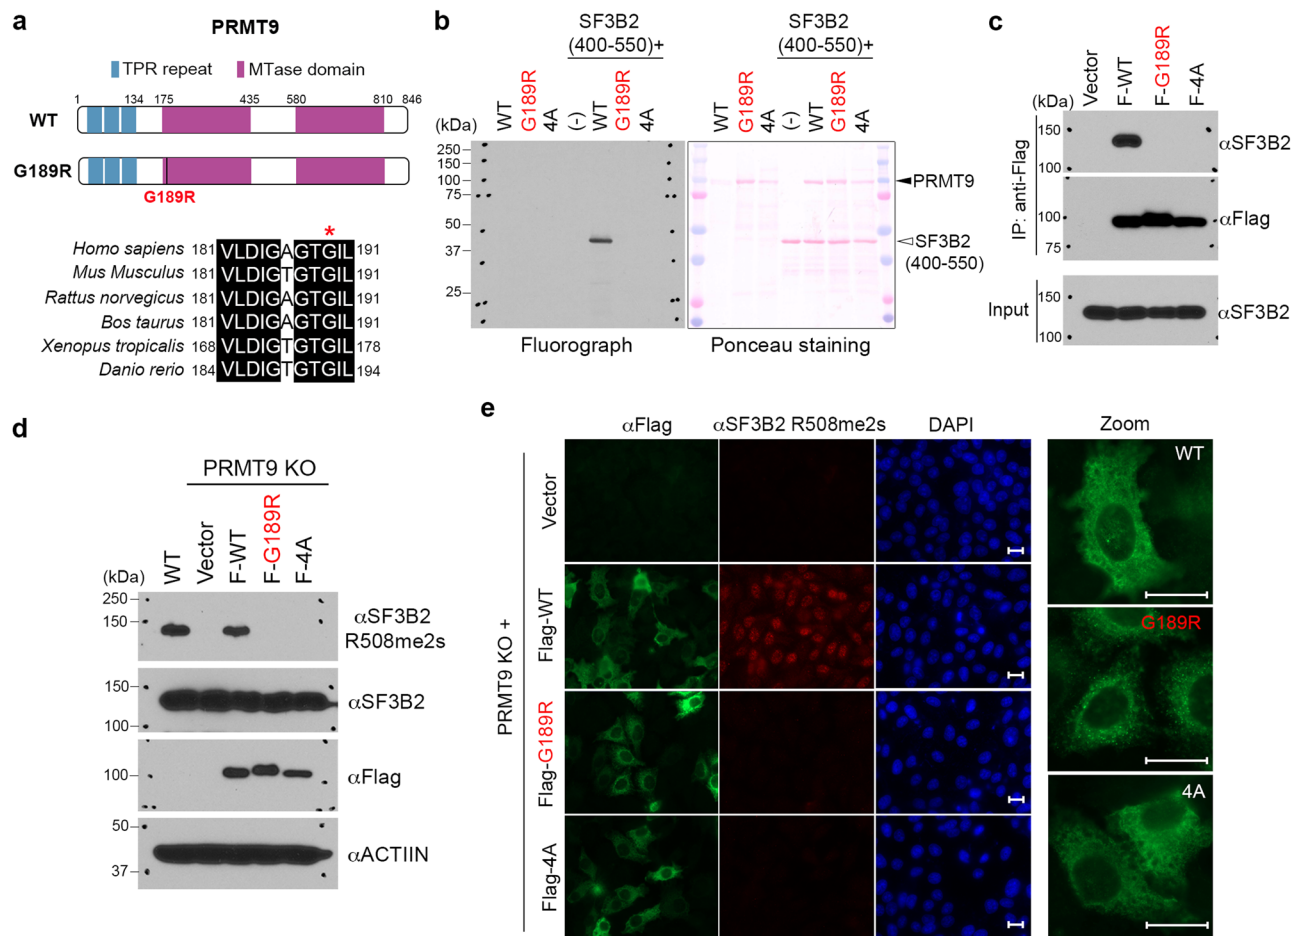 a
PRMT9
TPR repeat
MTase domain
1 134 175 435 580 810 846
WT
G189R
G189R
*
Homo sapiens 181 VLDIGAGTGIL 191
Mus Musculus 181 VLDIGTGTGIL 191
Rattus norvegicus 181 VLDIGAGTGIL 191
Bos taurus 181 VLDIGAGTGIL 191
Xenopus tropicalis 168 VLDIGTGTGIL 178
Danio rerio 184 VLDIGTGTGIL 194
b
SF3B2
(400-550)+
SF3B2
(400-550)+
WT G189R 4A (-) WT G189R 4A
WT G189R 4A (-) WT G189R 4A
(kDa)
250
150
100
75
50
37
25
PRMT9
SF3B2
(400-550)
Fluorograph
Ponceau staining
c
Vector F-WT F-G189R F-4A
(kDa)
IP: anti-Flag
150
100
αSF3B2
100
75
αFlag
Input
150
100
αSF3B2
d
PRMT9 KO
WT Vector F-WT F-G189R F-4A
(kDa)
250
150
αSF3B2
R508me2s
150
100
αSF3B2
100
αFlag
50
37
αACTIIN
e
αFlag αSF3B2 R508me2s DAPI Zoom
PRMT9 KO +
Vector
Flag-WT
Flag-G189R
Flag-4A
WT
G189R
4A